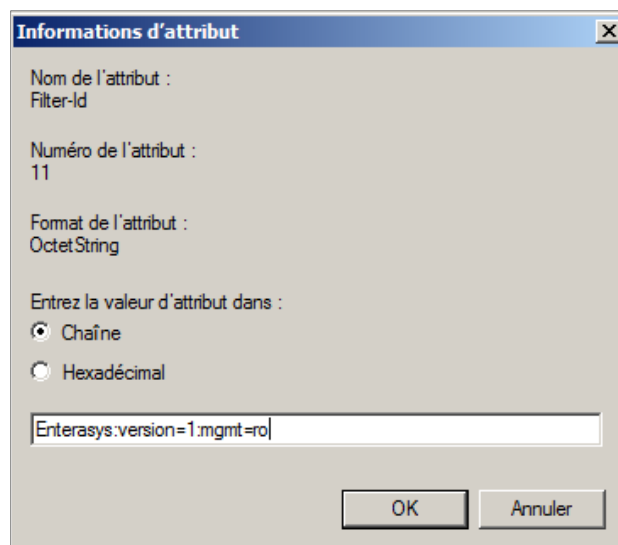 Informations d'attribut
Nom de l'attribut :
Filter-Id
Numéro de l'attribut :
11
Format de l'attribut :
OctetString
Entrez la valeur d'attribut dans :
Chaîne
Hexadécimal
Enterasys:version=1:mgmt=ro
OK Annuler